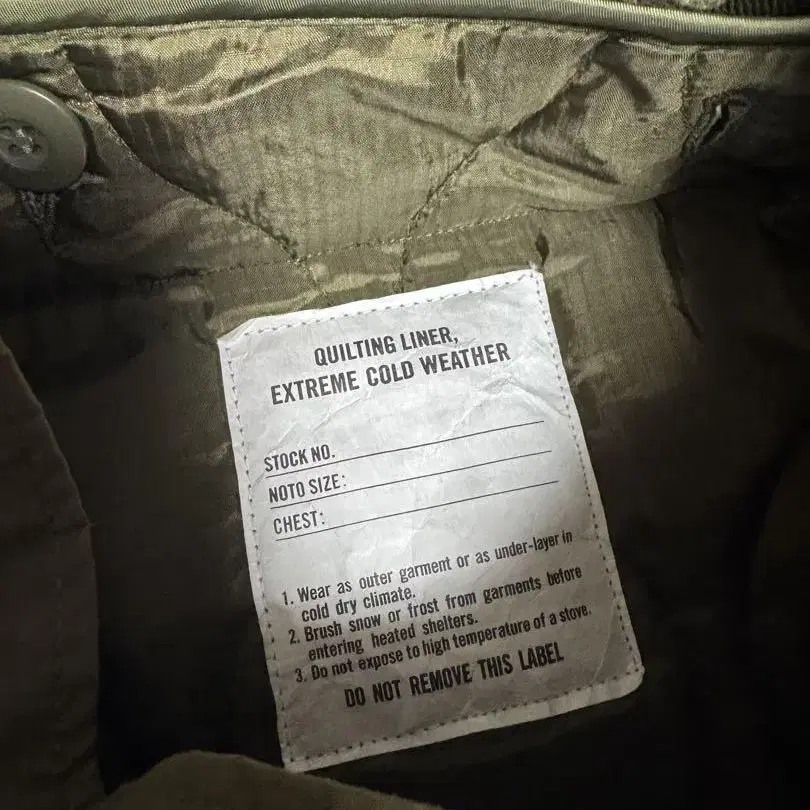 QUILTING LINER,
EXTREME COLD WEATHER
STOCK NO.
NOTO SIZE:
CHEST:
1. Wear as outer garment or as under-layer in
cold dry climate.
2. Brush snow or frost from garments before
entering heated shelters.
3. Do not expose to high temperature of a stove.
DO NOT REMOVE THIS LABEL